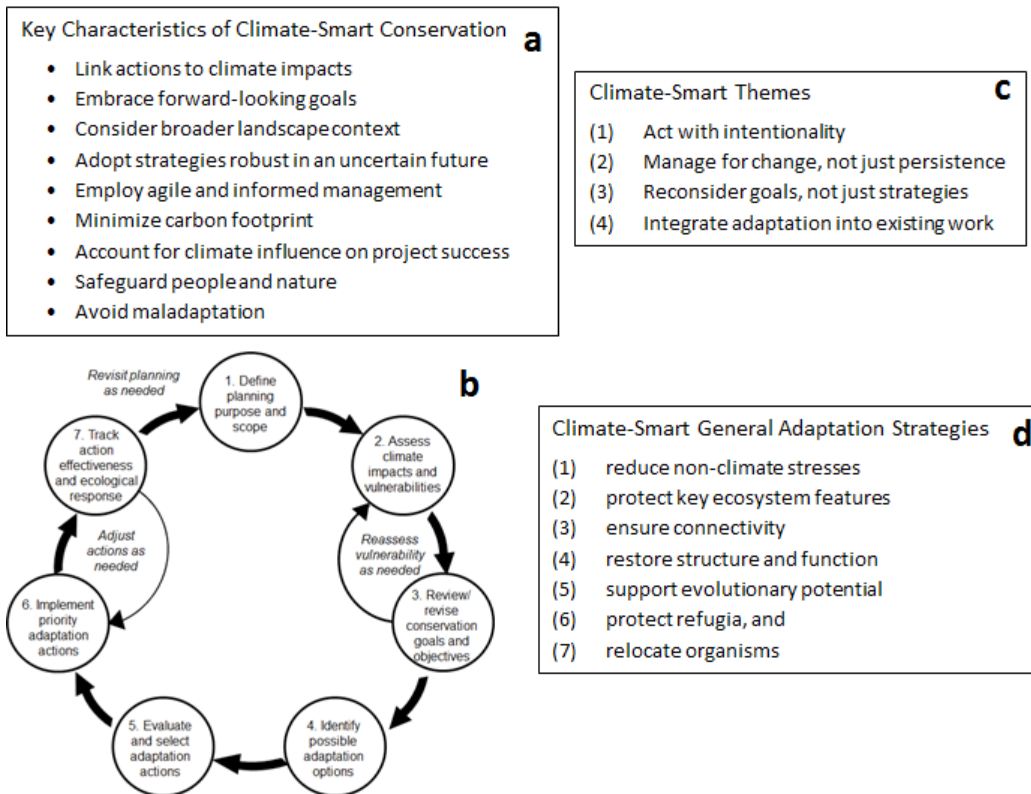 Key Characteristics of Climate-Smart Conservation
a
• Link actions to climate impacts
• Embrace forward-looking goals
• Consider broader landscape context
• Adopt strategies robust in an uncertain future
• Employ agile and informed management
• Minimize carbon footprint
• Account for climate influence on project success
• Safeguard people and nature
• Avoid maladaptation
Climate-Smart Themes
c
(1) Act with intentionality
(2) Manage for change, not just persistence
(3) Reconsider goals, not just strategies
(4) Integrate adaptation into existing work
b
Revisit planning
as needed
1. Define
planning
purpose and
scope
2. Assess
climate
impacts and
vulnerabilities
Reassess
vulnerability
as needed
3. Review/
revise
conservation
goals and
objectives
4. Identify
possible
adaptation
options
5. Evaluate
and select
adaptation
actions
6. Implement
priority
adaptation
actions
Adjust
actions as
needed
7. Track
action
effectiveness
and ecological
response
Climate-Smart General Adaptation Strategies
d
(1) reduce non-climate stresses
(2) protect key ecosystem features
(3) ensure connectivity
(4) restore structure and function
(5) support evolutionary potential
(6) protect refugia, and
(7) relocate organisms